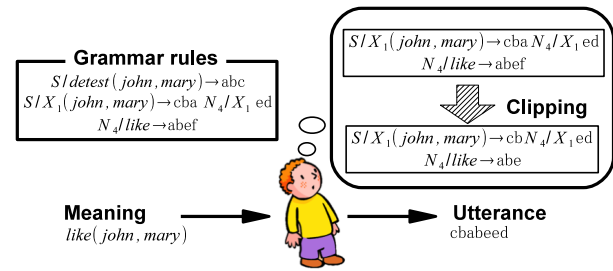 Grammar rules
S/detest(john, mary)→abc
S/X₁(john, mary)→cba N₄/X₁ ed
N₄/like→abef
S/X₁(john, mary)→cba N₄/X₁ ed
N₄/like→abef
Clipping
S/X₁(john, mary)→cb N₄/X₁ ed
N₄/like→abe
Meaning
like(john, mary)
Utterance
cbabeed